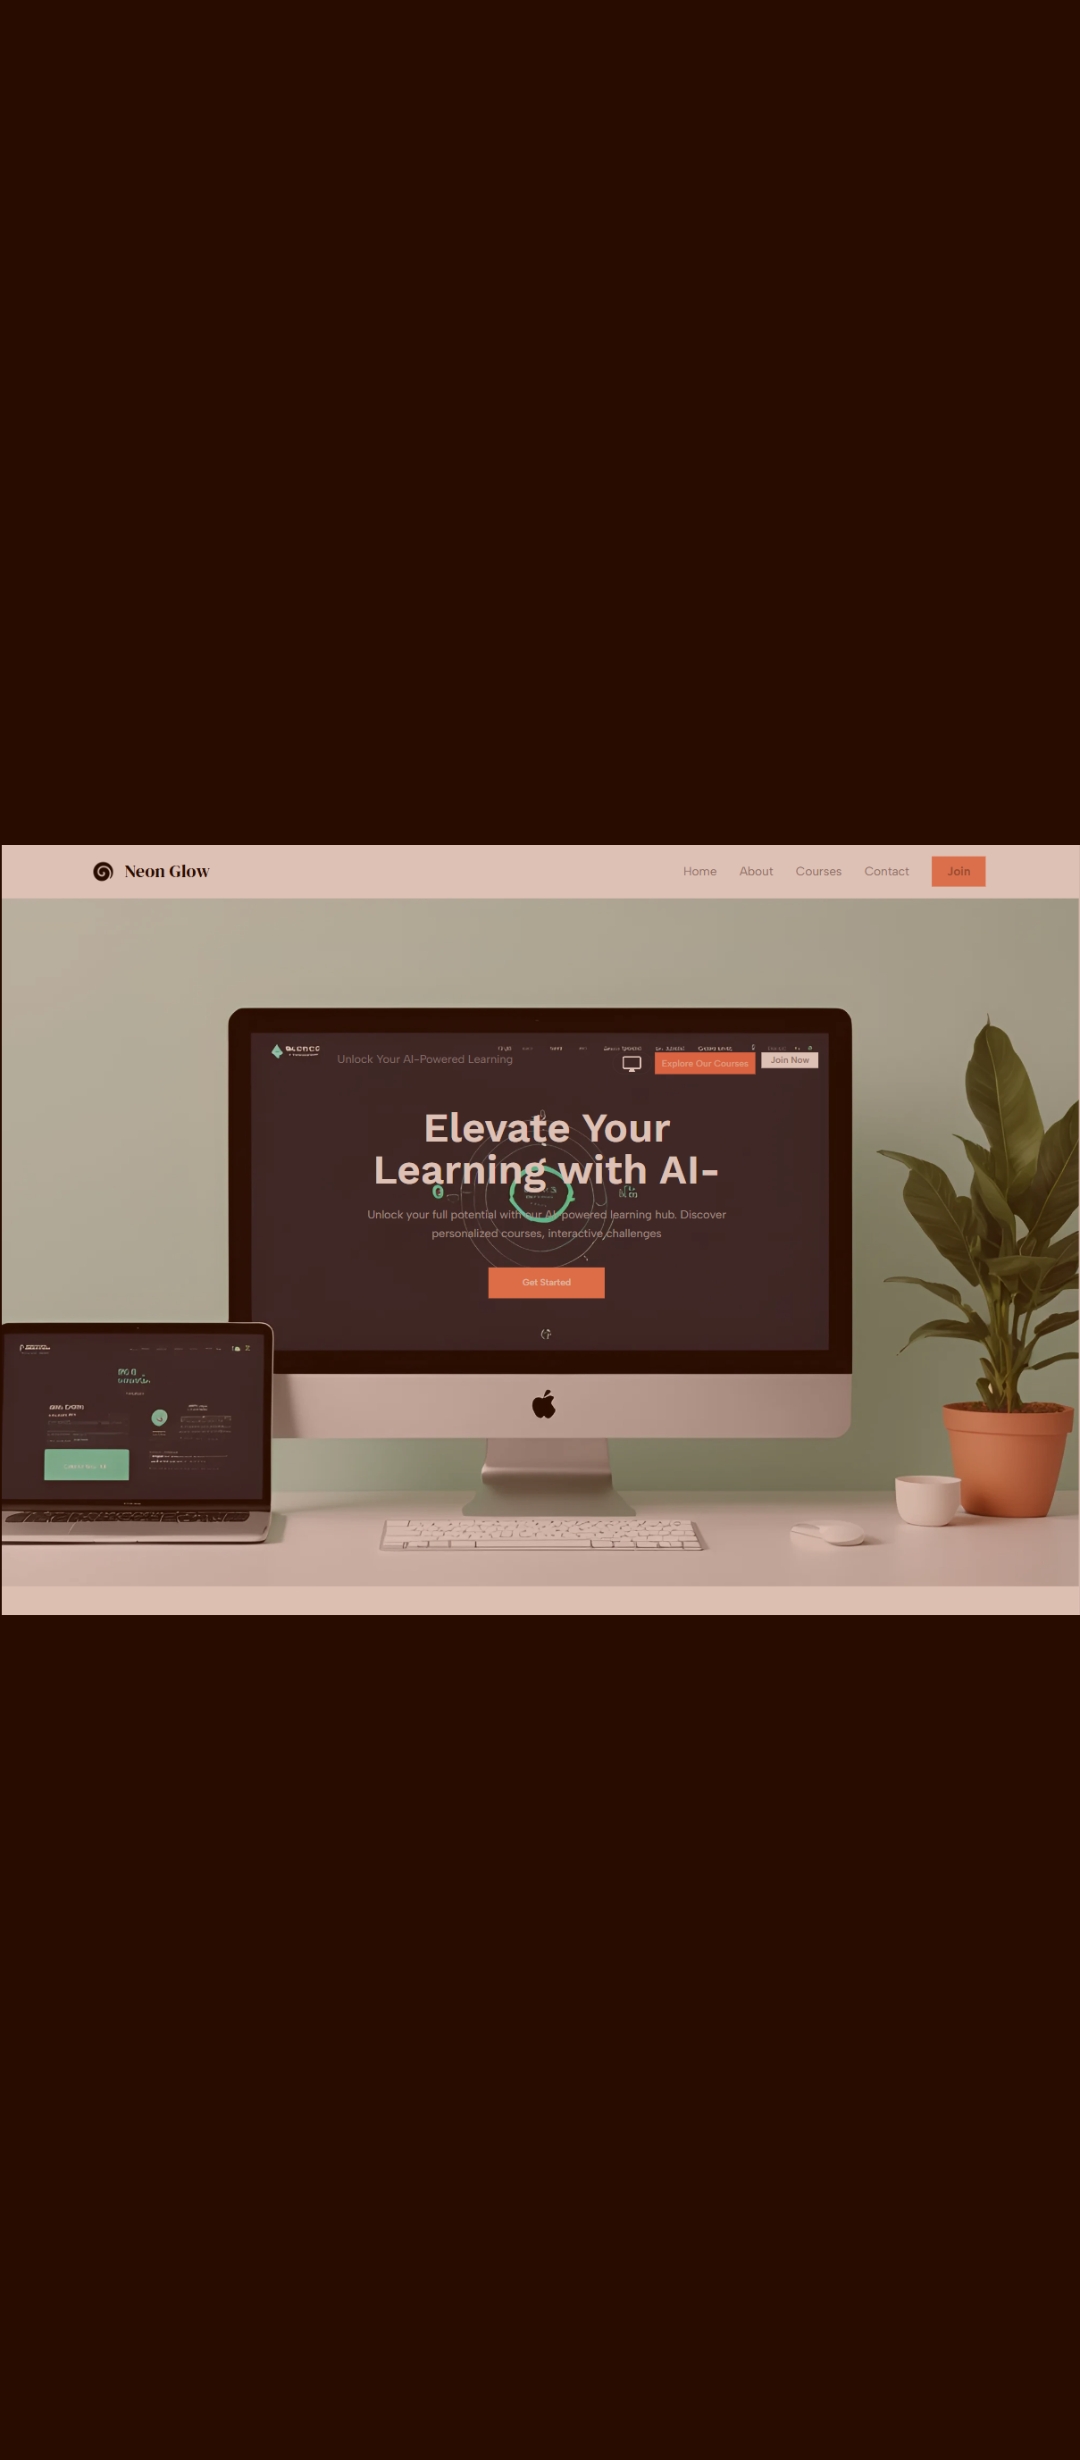 Neon Glow
Home About Courses Contact Join
Unlock Your AI-Powered Learning
Explore Our Courses
Join Now
Elevate Your
Learning with AI-
Unlock your full potential with our AI-powered learning hub. Discover
personalized courses, interactive challenges
Get Started